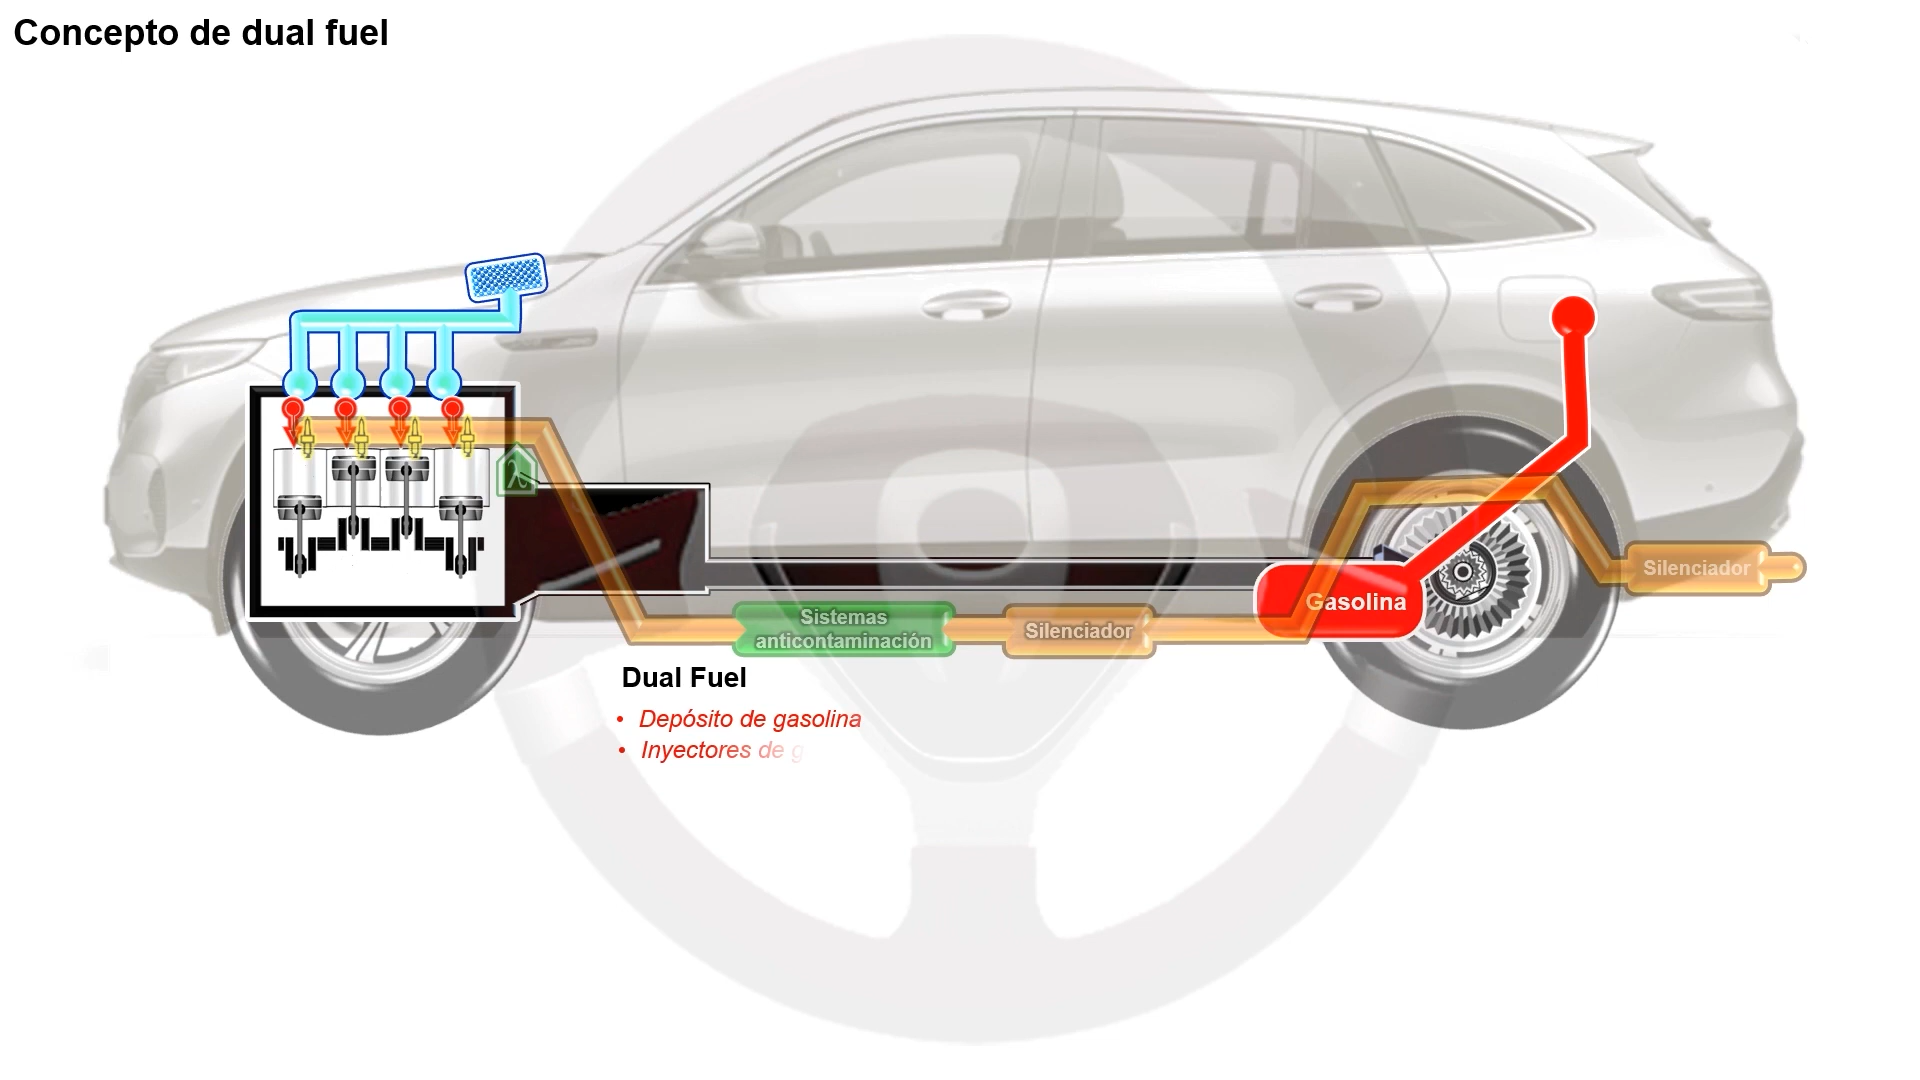 Concepto de dual fuel
λ
Gasolina
Silenciador
Sistemas
anticontaminación
Silenciador
Dual Fuel
• Depósito de gasolina
• Inyectores de g